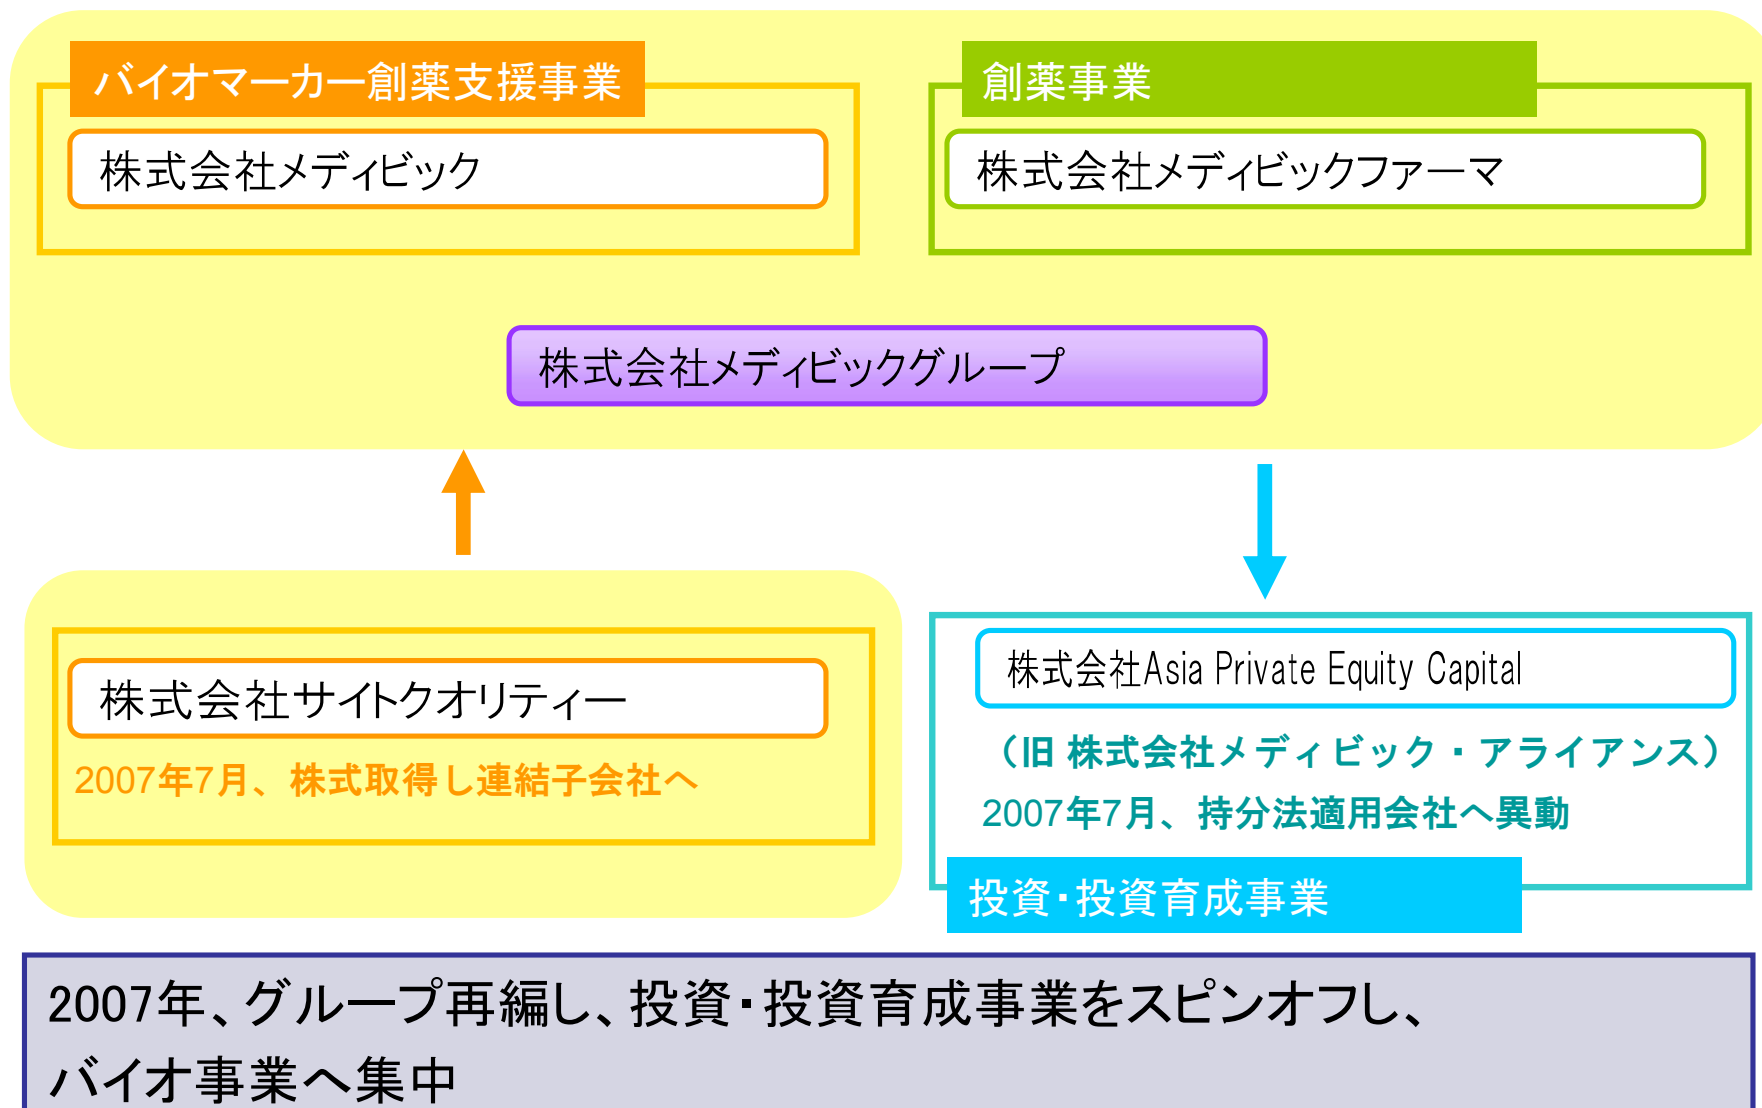 バイオマーカー創薬支援事業
創薬事業
株式会社メディビック
株式会社メディビックファーマ
株式会社メディビックグループ
株式会社サイトクオリティー
2007年7月、株式取得し連結子会社へ
株式会社Asia Private Equity Capital
（旧 株式会社メディビック・アライアンス）
2007年7月、持分法適用会社へ異動
投資・投資育成事業
2007年、グループ再編し、投資・投資育成事業をスピンオフし、
バイオ事業へ集中